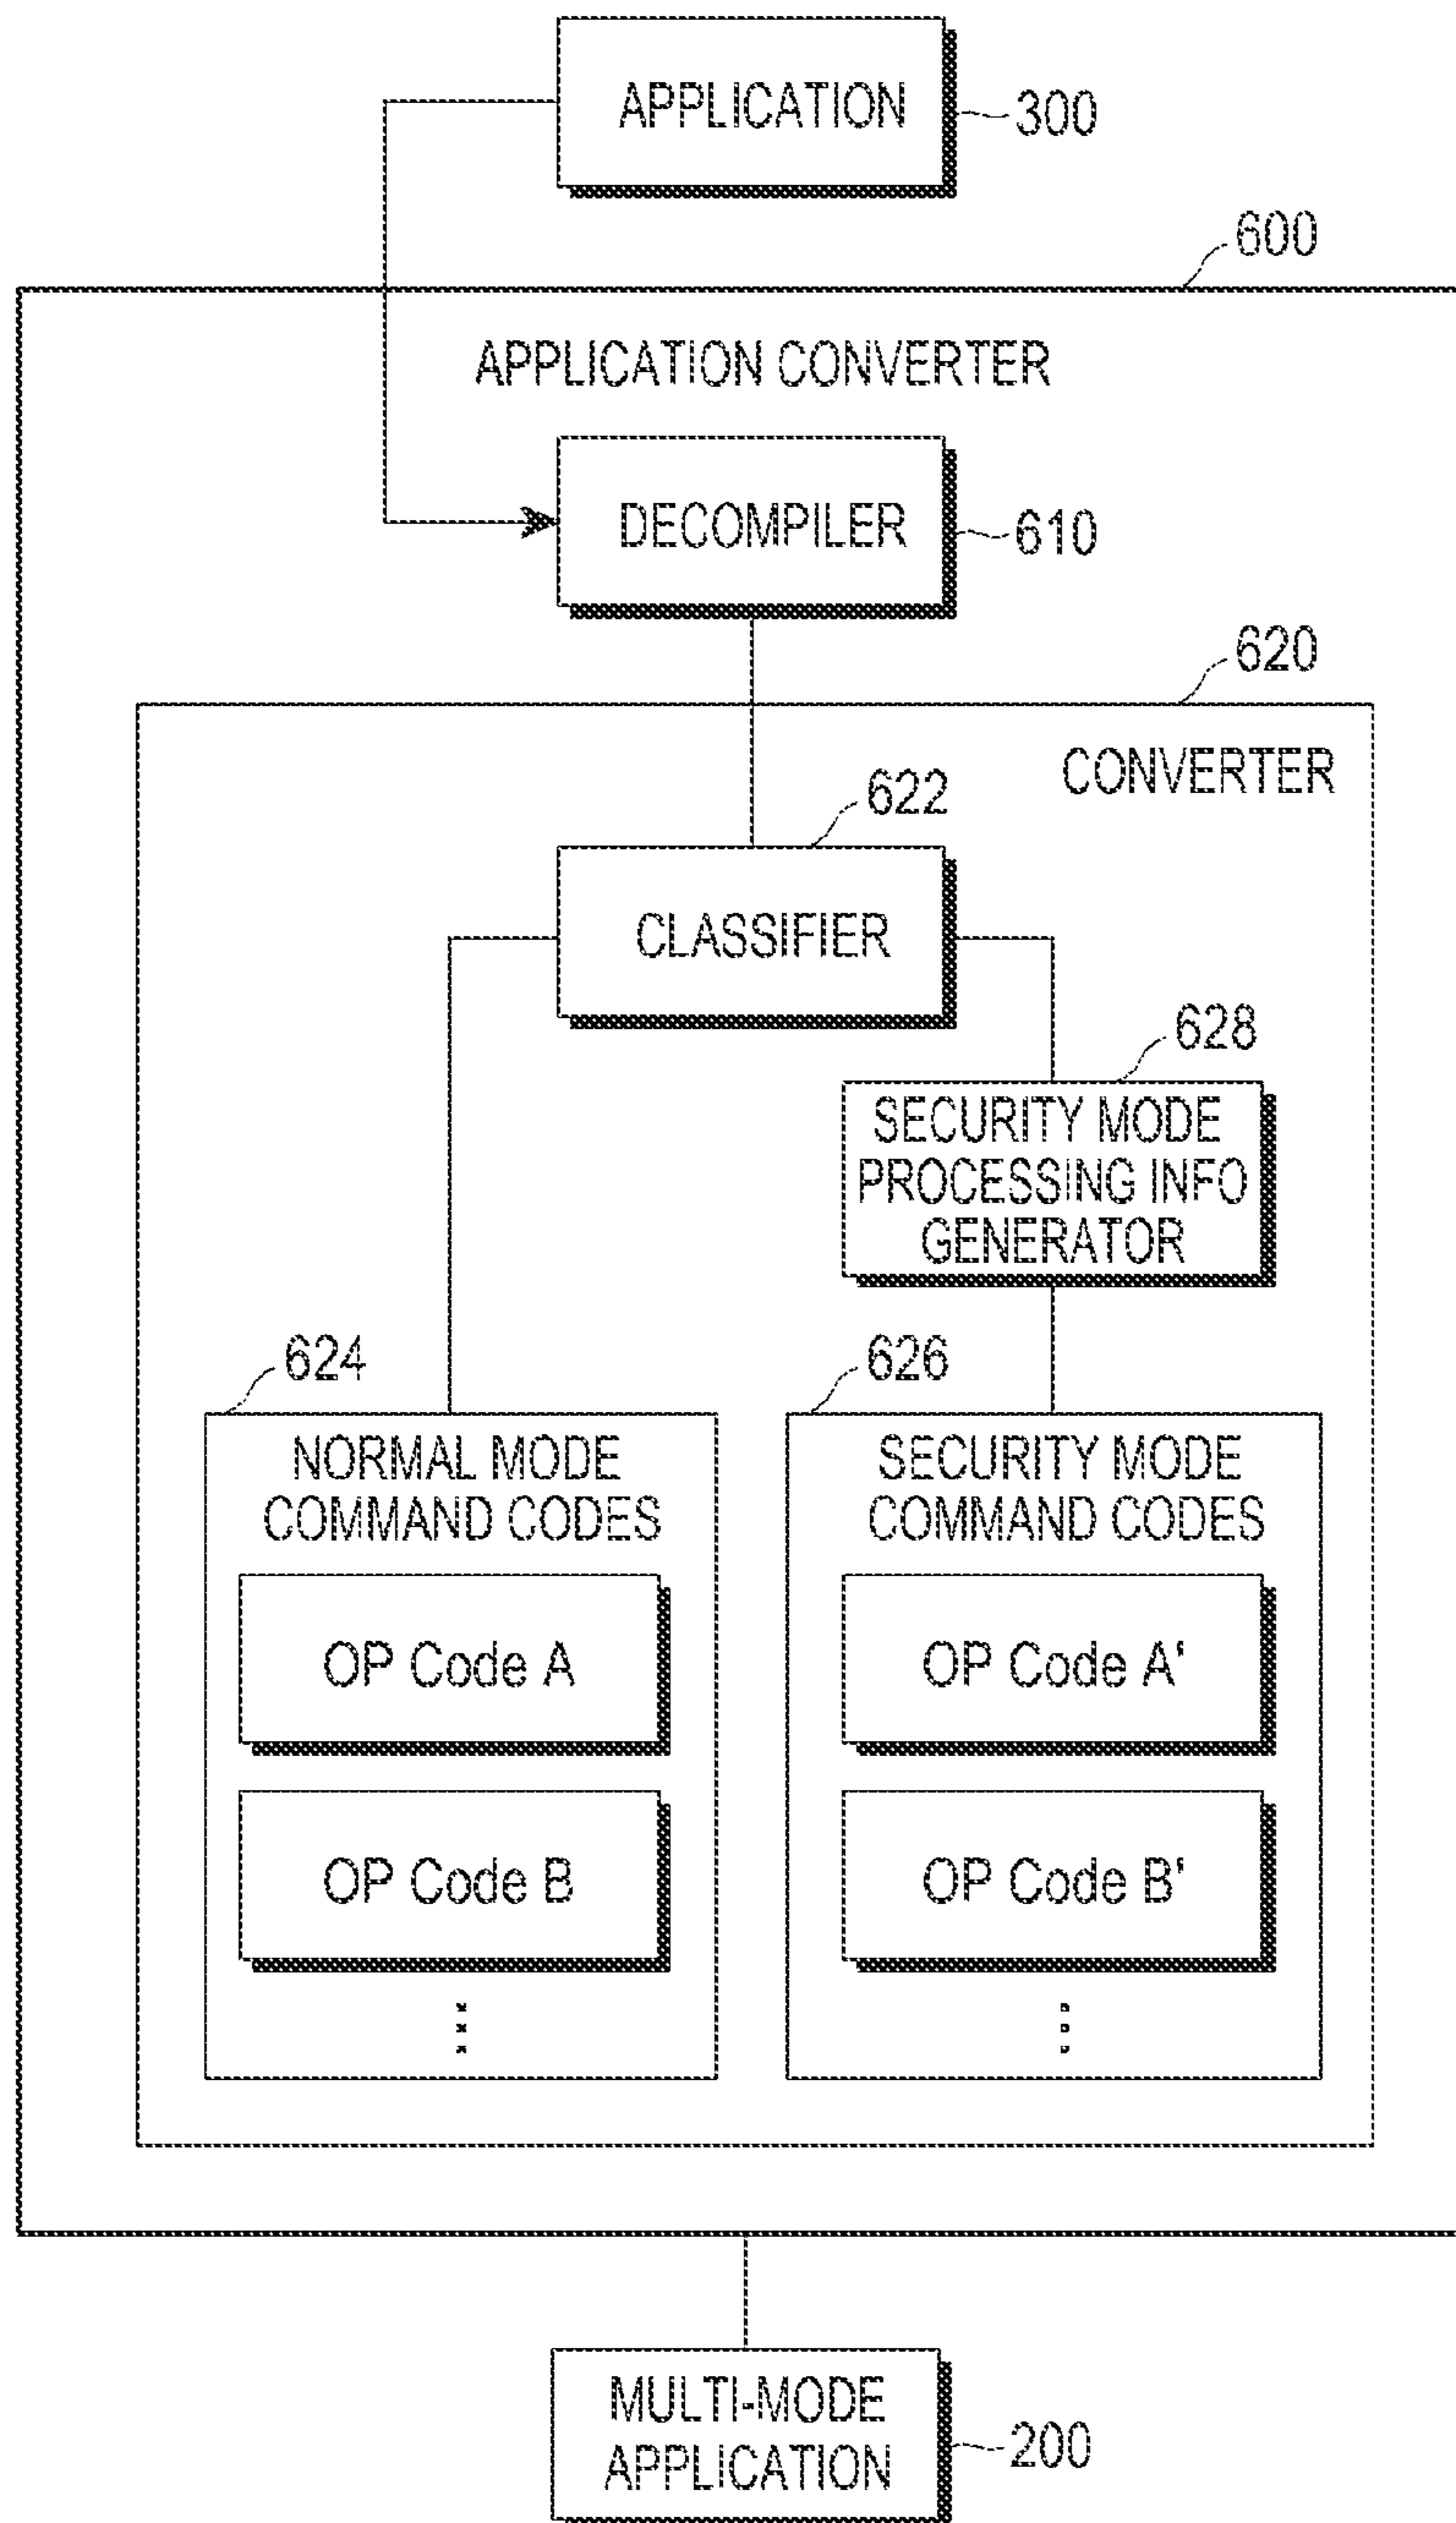 APPLICATION
300
600
APPLICATION CONVERTER
DECOMPILER
610
620
CONVERTER
622
CLASSIFIER
628
SECURITY MODE
PROCESSING INFO
GENERATOR
624
NORMAL MODE
COMMAND CODES
OP Code A
OP Code B
626
SECURITY MODE
COMMAND CODES
OP Code A'
OP Code B'
MULTI-MODE
APPLICATION
200